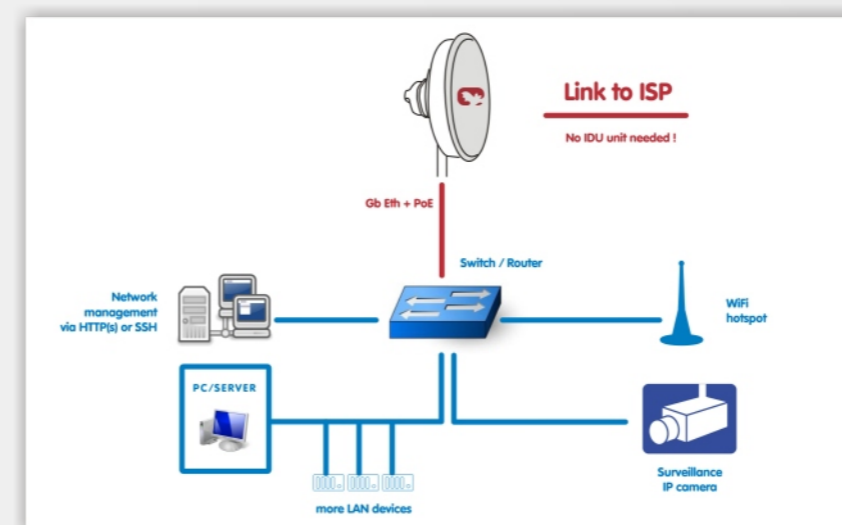 Link to ISP
No IDU unit needed !
Gb Eth + PoE
Switch / Router
Network
management
via HTTP(s) or SSH
WiFi
hotspot
PC/SERVER
more LAN devices
Surveillance
IP camera